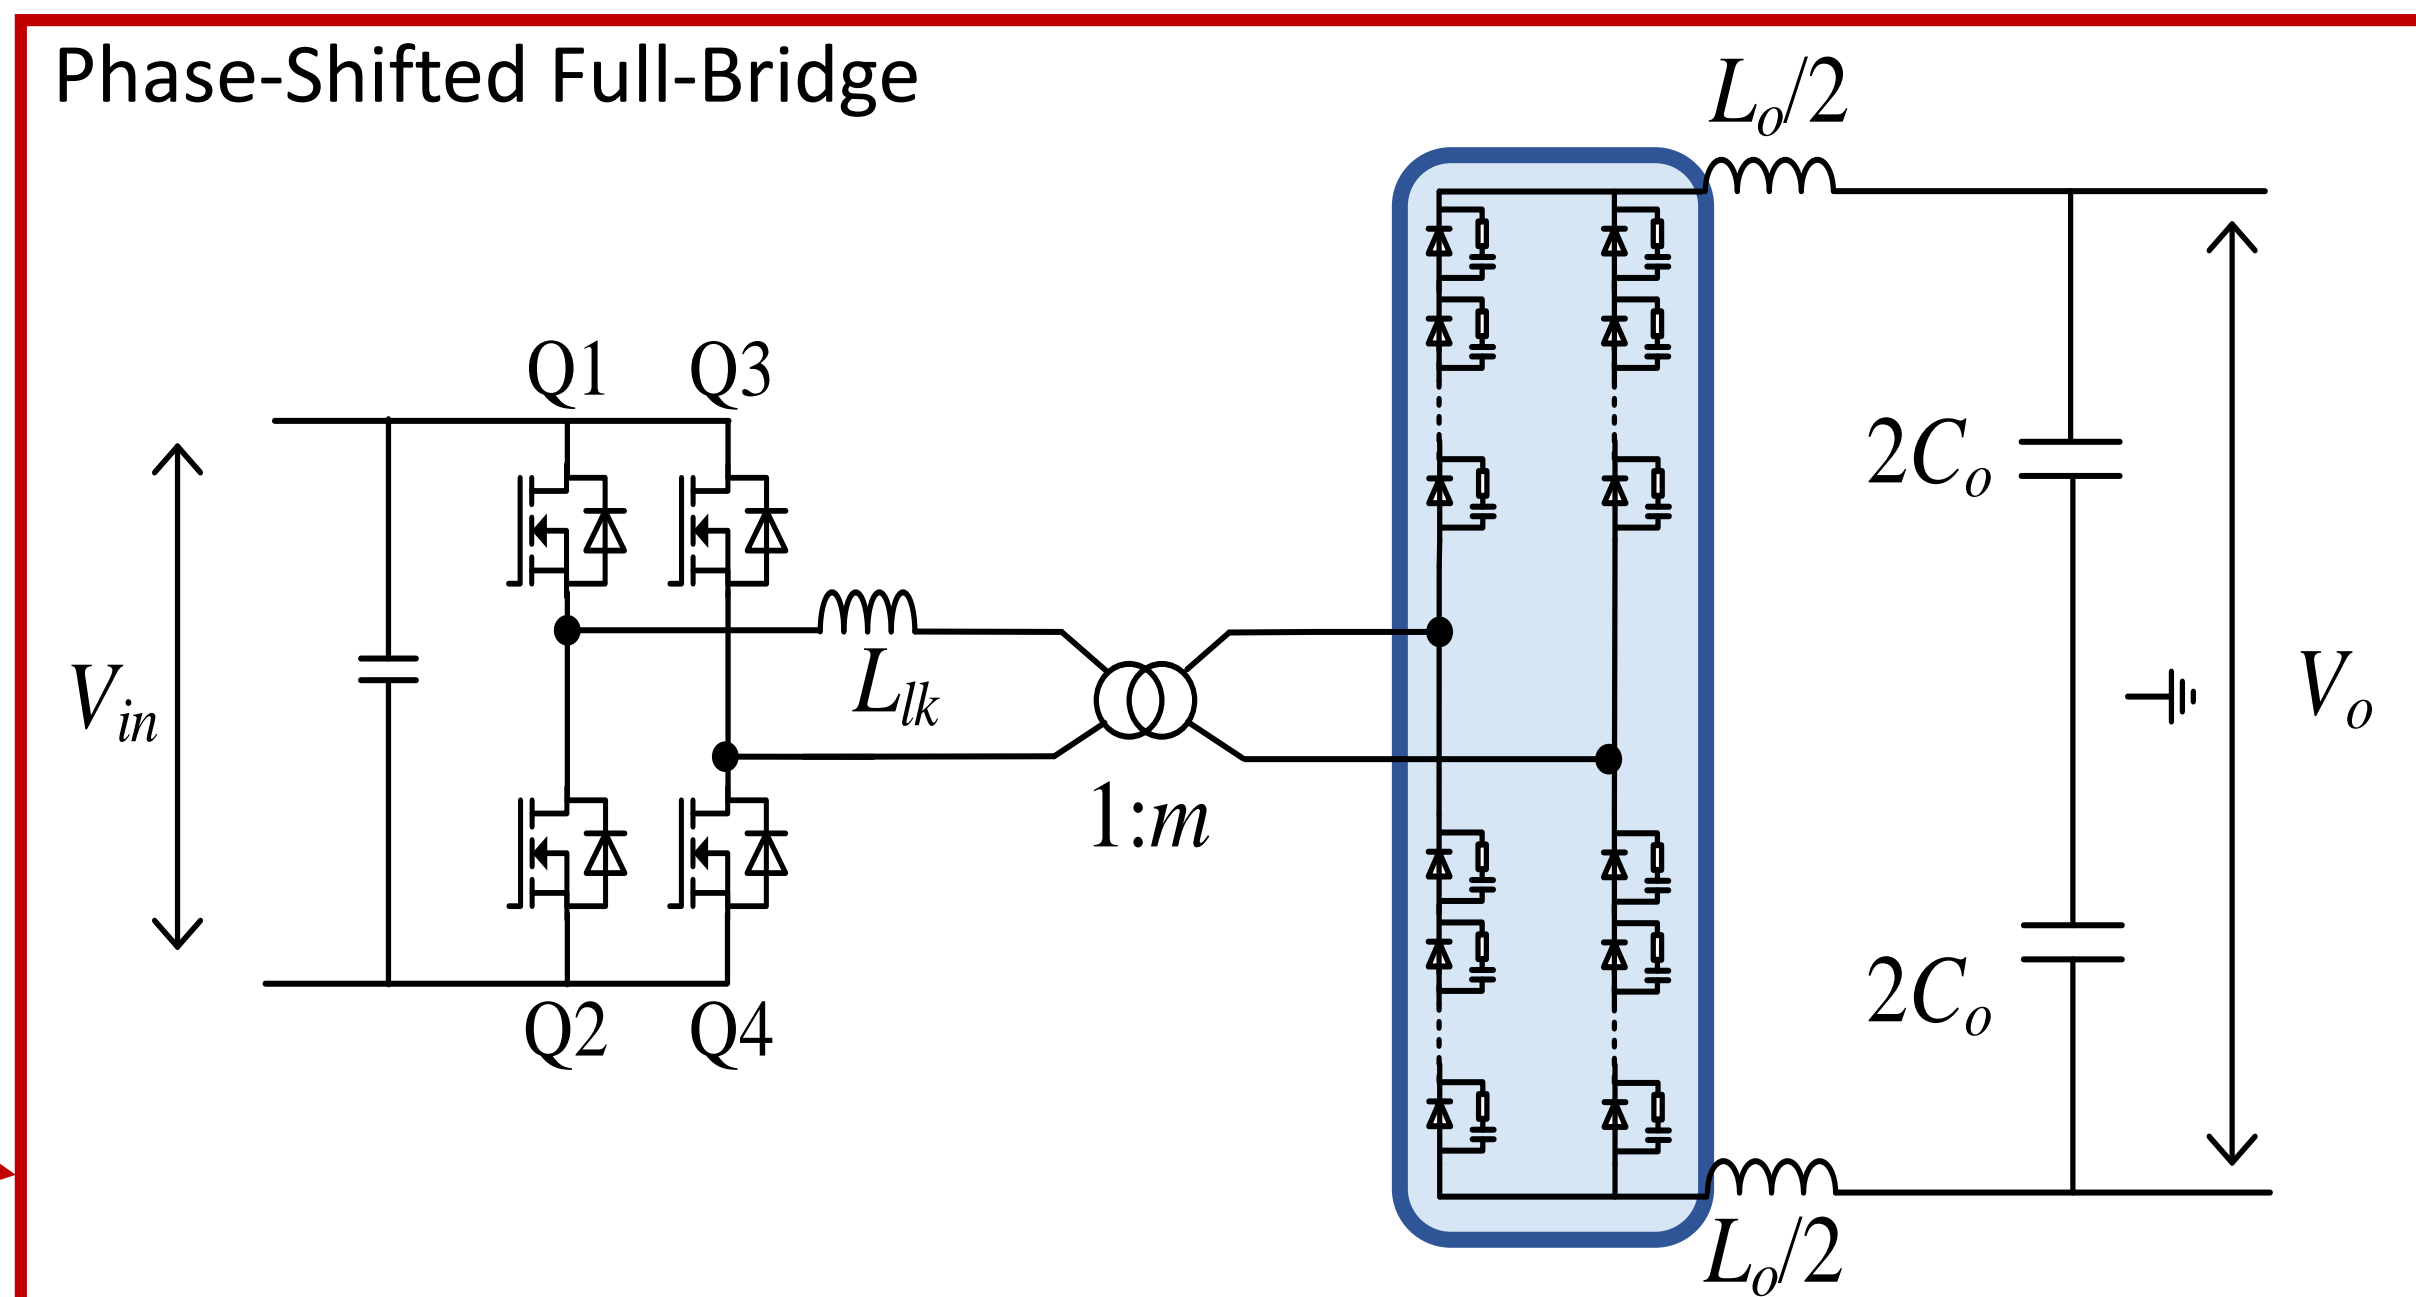 Phase-Shifted Full-Bridge
Lo/2
Q1
Q3
2Co
Vin
Llk
Vo
1:m
Q2
Q4
2Co
Lo/2